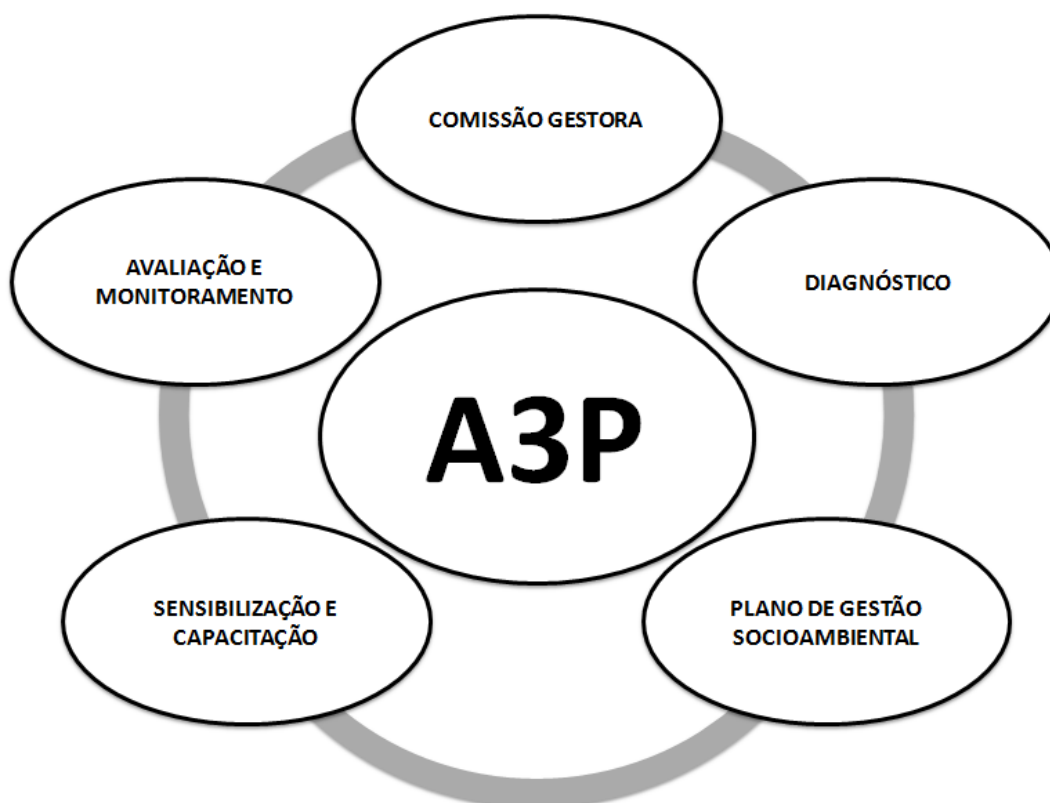 COMISSÃO GESTORA
AVALIAÇÃO E
MONITORAMENTO
DIAGNÓSTICO
A3P
SENSIBILIZAÇÃO E
CAPACITAÇÃO
PLANO DE GESTÃO
SOCIOAMBIENTAL